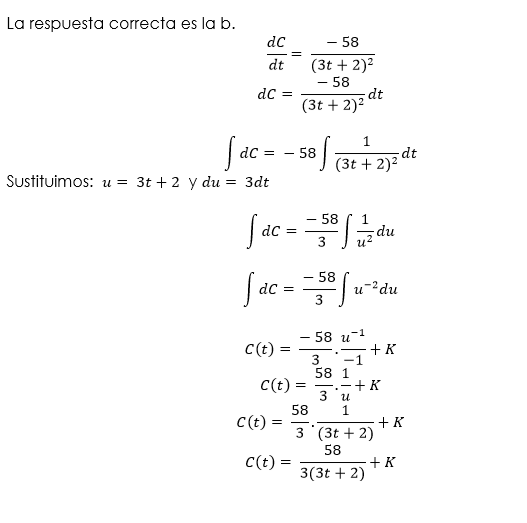 La respuesta correcta es la b.
dC/dt = − 58/(3t + 2)²
dC = − 58/(3t + 2)² dt
∫ dC = − 58 ∫ 1/(3t + 2)² dt
Sustituimos: u = 3t + 2 y du = 3dt
∫ dC = − 58/3 ∫ 1/u² du
∫ dC = − 58/3 ∫ u⁻² du
C(t) = − 58/3 . u⁻¹/−1 + K
C(t) = 58/3 . 1/u + K
C(t) = 58/3 . 1/(3t + 2) + K
C(t) = 58/3(3t + 2) + K